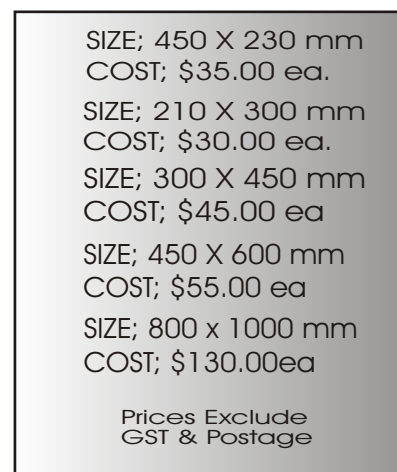 SIZE; 450 X 230 mm
COST; $35.00 ea.
SIZE; 210 X 300 mm
COST; $30.00 ea.
SIZE; 300 X 450 mm
COST; $45.00 ea
SIZE; 450 X 600 mm
COST; $55.00 ea
SIZE; 800 x 1000 mm
COST; $130.00ea
Prices Exclude
GST & Postage